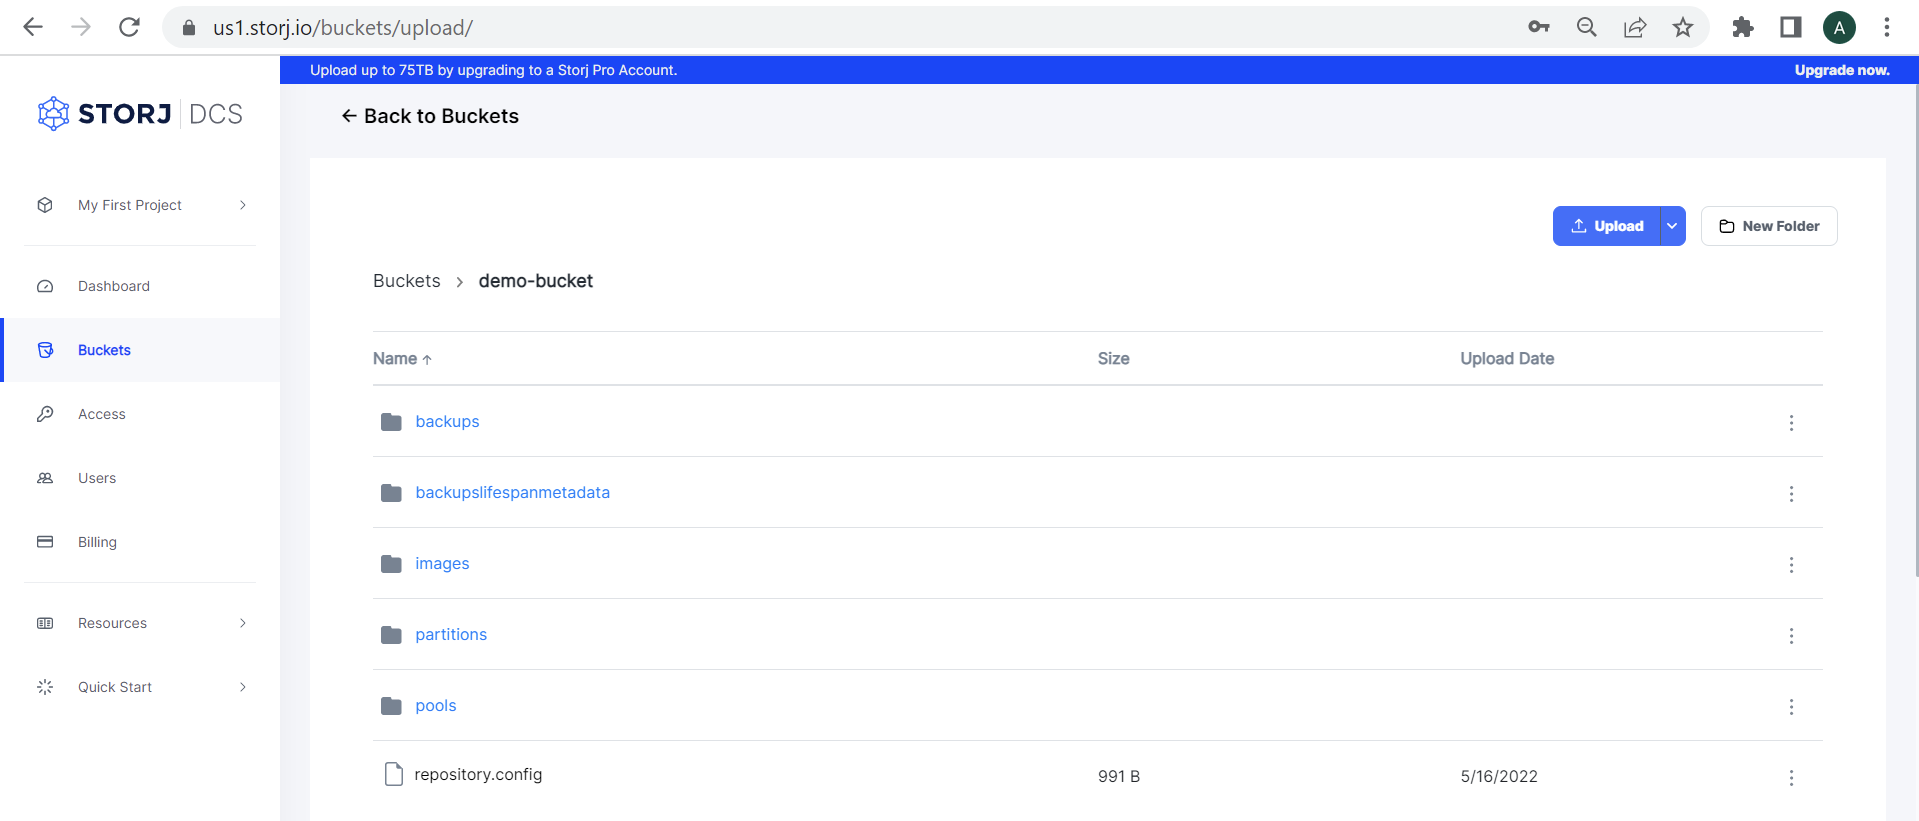 us1.storj.io/buckets/upload/
A
Upload up to 75TB by upgrading to a Storj Pro Account.
Upgrade now.
STORJ DCS
← Back to Buckets
My First Project
Upload
New Folder
Buckets > demo-bucket
Dashboard
Buckets
Access
Users
Billing
Resources
Quick Start
Name ↑ Size Upload Date
backups
backupslifespanmetadata
images
partitions
pools
repository.config 991 B 5/16/2022